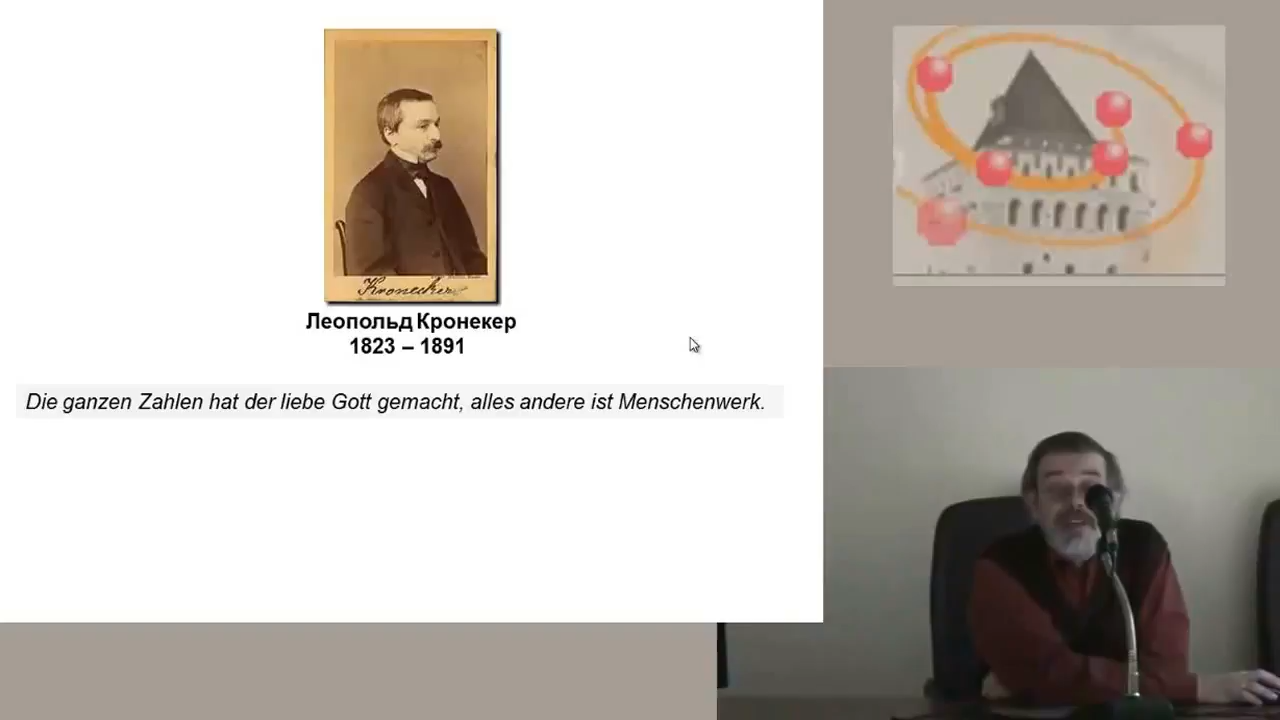 Kronecker
Леопольд Кронекер
1823 – 1891
Die ganzen Zahlen hat der liebe Gott gemacht, alles andere ist Menschenwerk.